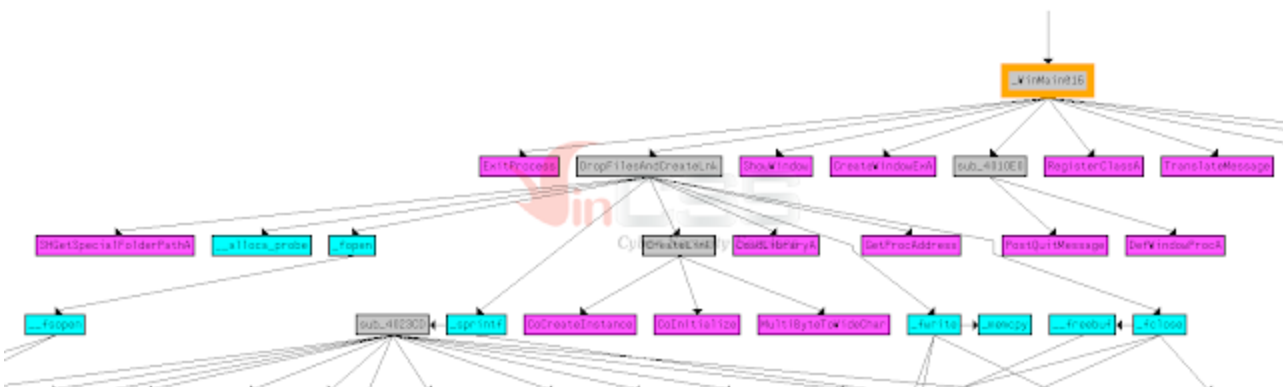 _WinMain@16
ExitProcess DropFilesAndCreateLnk ShowWindow CreateWindowExA sub_4010E0 RegisterClassA TranslateMessage
SHGetSpecialFolderPathA __alloca_probe _fopen CreateLink LoadLibraryA GetProcAddress PostQuitMessage DefWindowProcA
__fsopen sub_4023CD _sprintf CoCreateInstance CoInitialize MultiByteToWideChar _fwrite _memcpy __freebuf _fclose